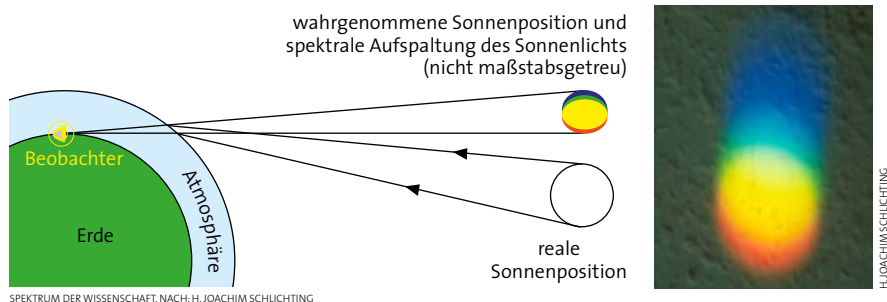 wahrgenommene Sonnenposition und
spektrale Aufspaltung des Sonnenlichts
(nicht maßstabsgetreu)
Beobachter
Atmosphäre
Erde
reale
Sonnenposition
SPEKTRUM DER WISSENSCHAFT, NACH: H. JOACHIM SCHLICHTING
H. JOACHIM SCHLICHTING